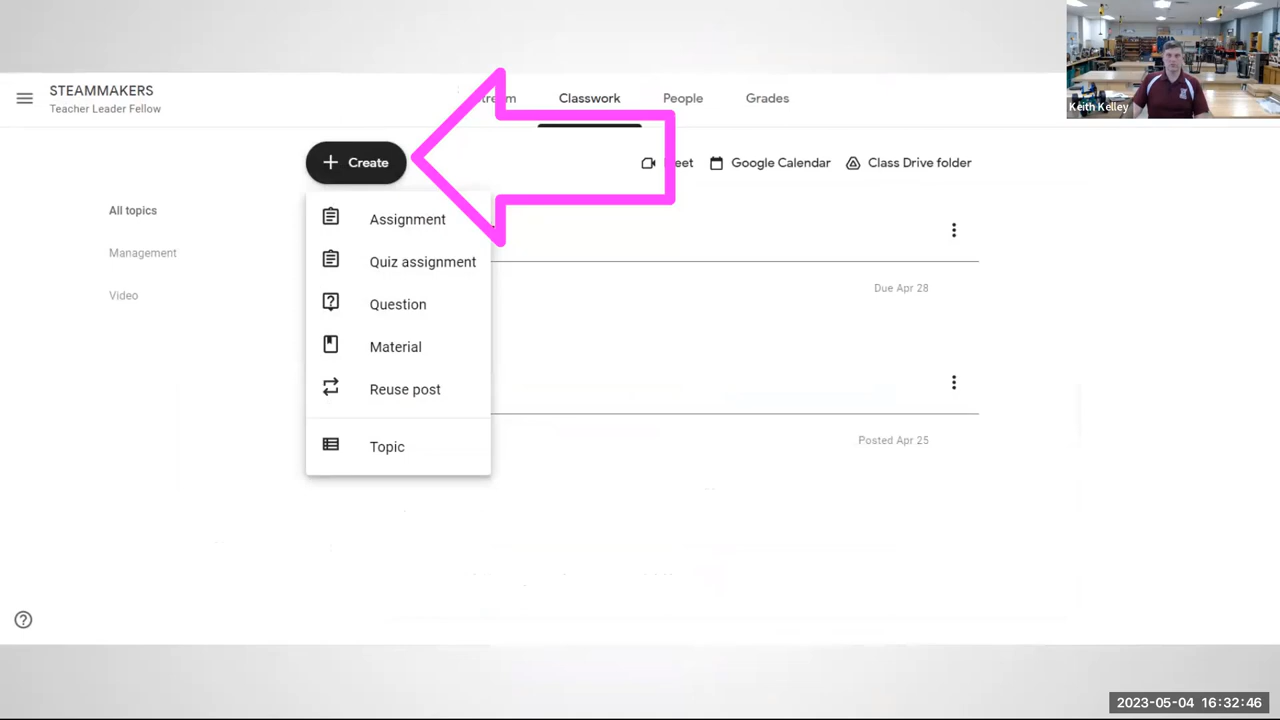 STEAMMAKERS
Teacher Leader Fellow
Classwork
People
Grades
Keith Kelley
Create
Google Calendar
Class Drive folder
All topics
Management
Video
Assignment
Quiz assignment
Question
Material
Reuse post
Topic
Due Apr 28
Posted Apr 25
2023-05-04 16:32:46